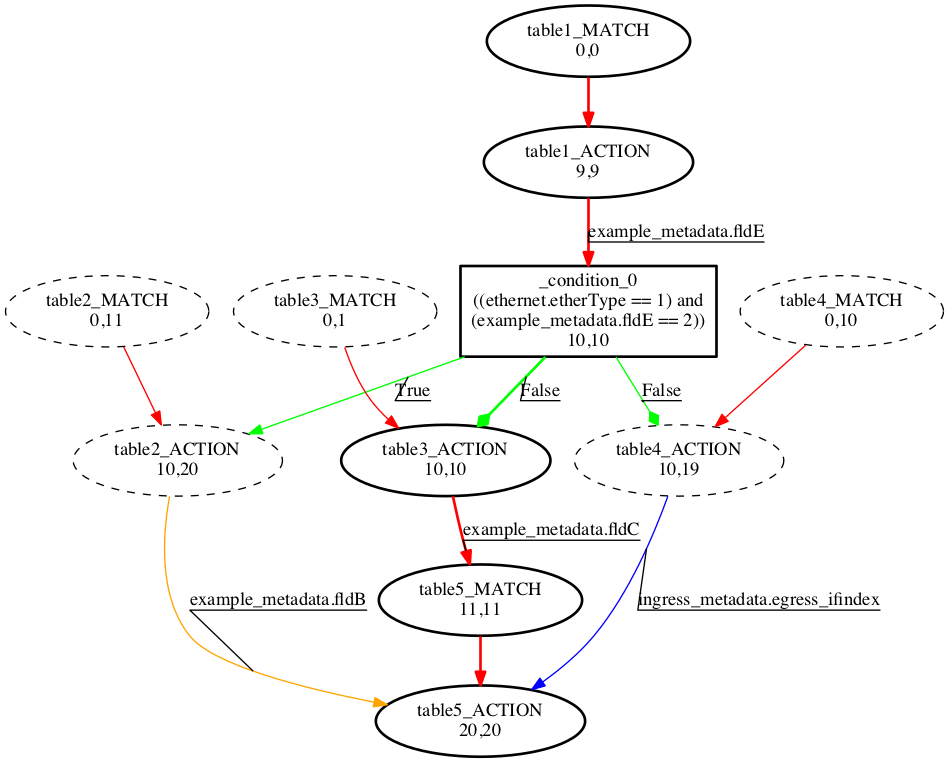 table1_MATCH
0,0
table1_ACTION
9,9
example_metadata.fldE
_condition_0
((ethernet.etherType == 1) and
(example_metadata.fldE == 2))
10,10
table2_MATCH
0,11
table3_MATCH
0,1
table4_MATCH
0,10
True
False
False
table2_ACTION
10,20
table3_ACTION
10,10
table4_ACTION
10,19
example_metadata.fldC
table5_MATCH
11,11
example_metadata.fldB
ingress_metadata.egress_ifindex
table5_ACTION
20,20